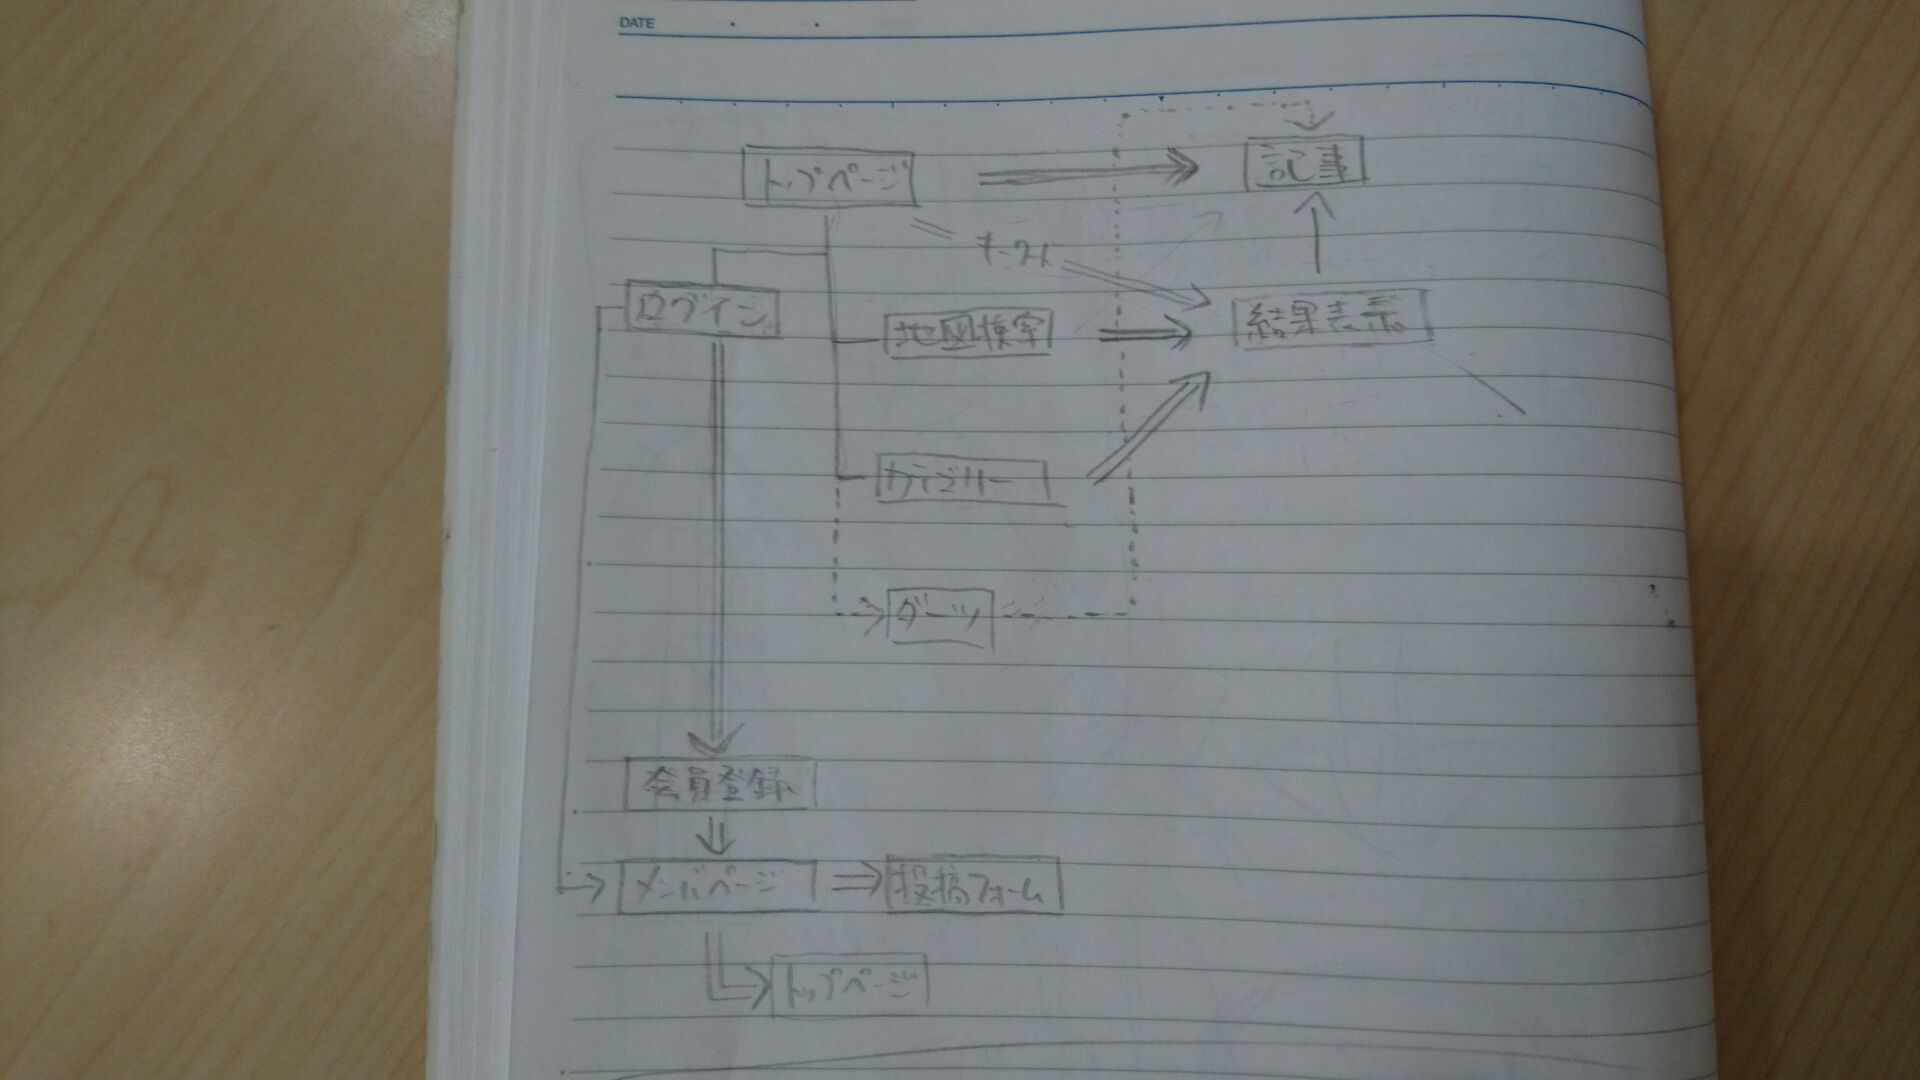 DATE
トップページ
記事
キーワード
ログイン
地図検索
結果表示
カテゴリー
ダーツ
会員登録
メンバページ
投稿フォーム
トップページ